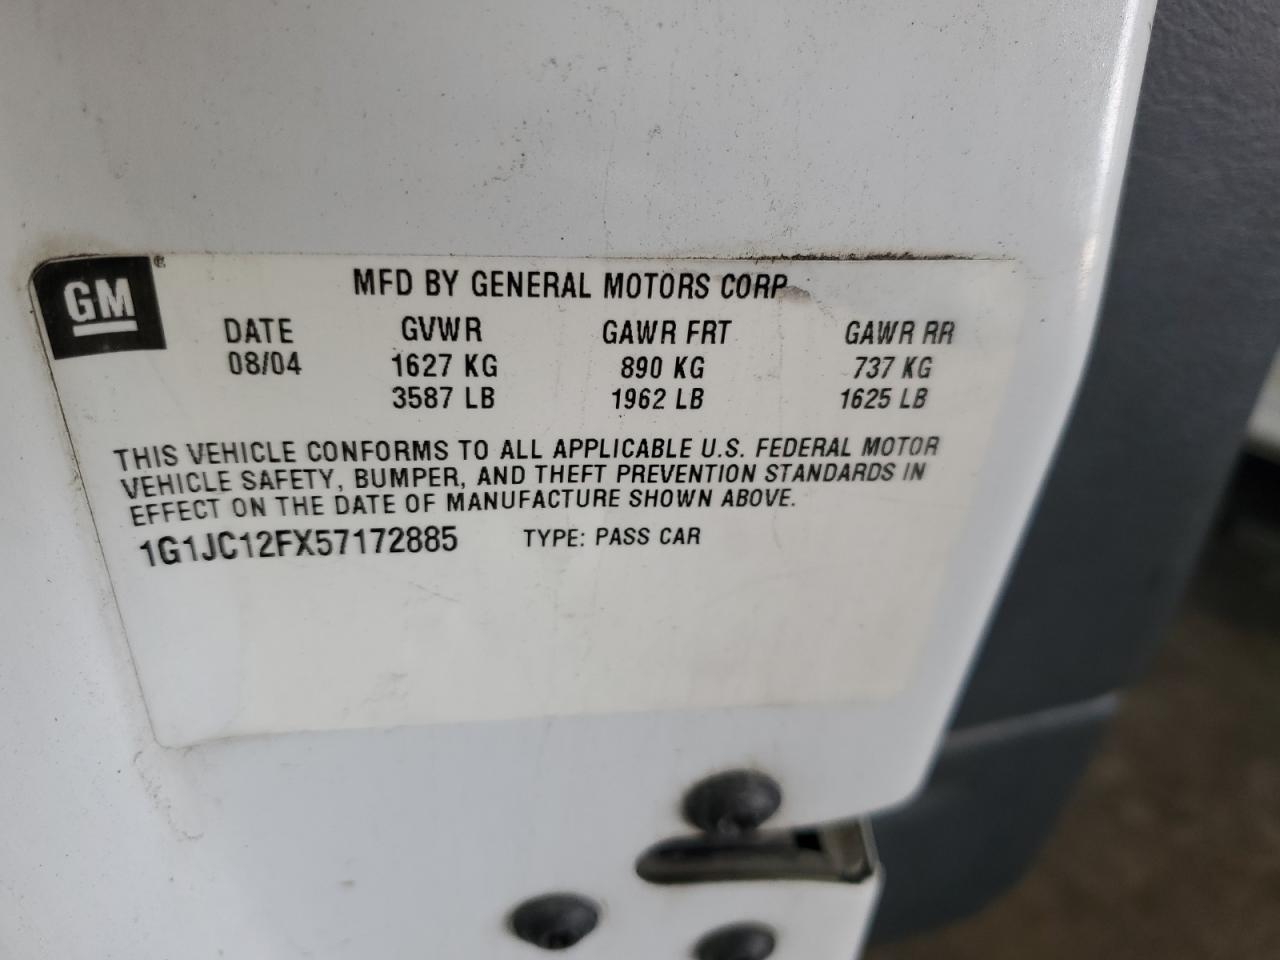 GM®
MFD BY GENERAL MOTORS CORP
DATE GVWR GAWR FRT GAWR RR
08/04 1627 KG 890 KG 737 KG
3587 LB 1962 LB 1625 LB
THIS VEHICLE CONFORMS TO ALL APPLICABLE U.S. FEDERAL MOTOR
VEHICLE SAFETY, BUMPER, AND THEFT PREVENTION STANDARDS IN
EFFECT ON THE DATE OF MANUFACTURE SHOWN ABOVE.
1G1JC12FX57172885 TYPE: PASS CAR